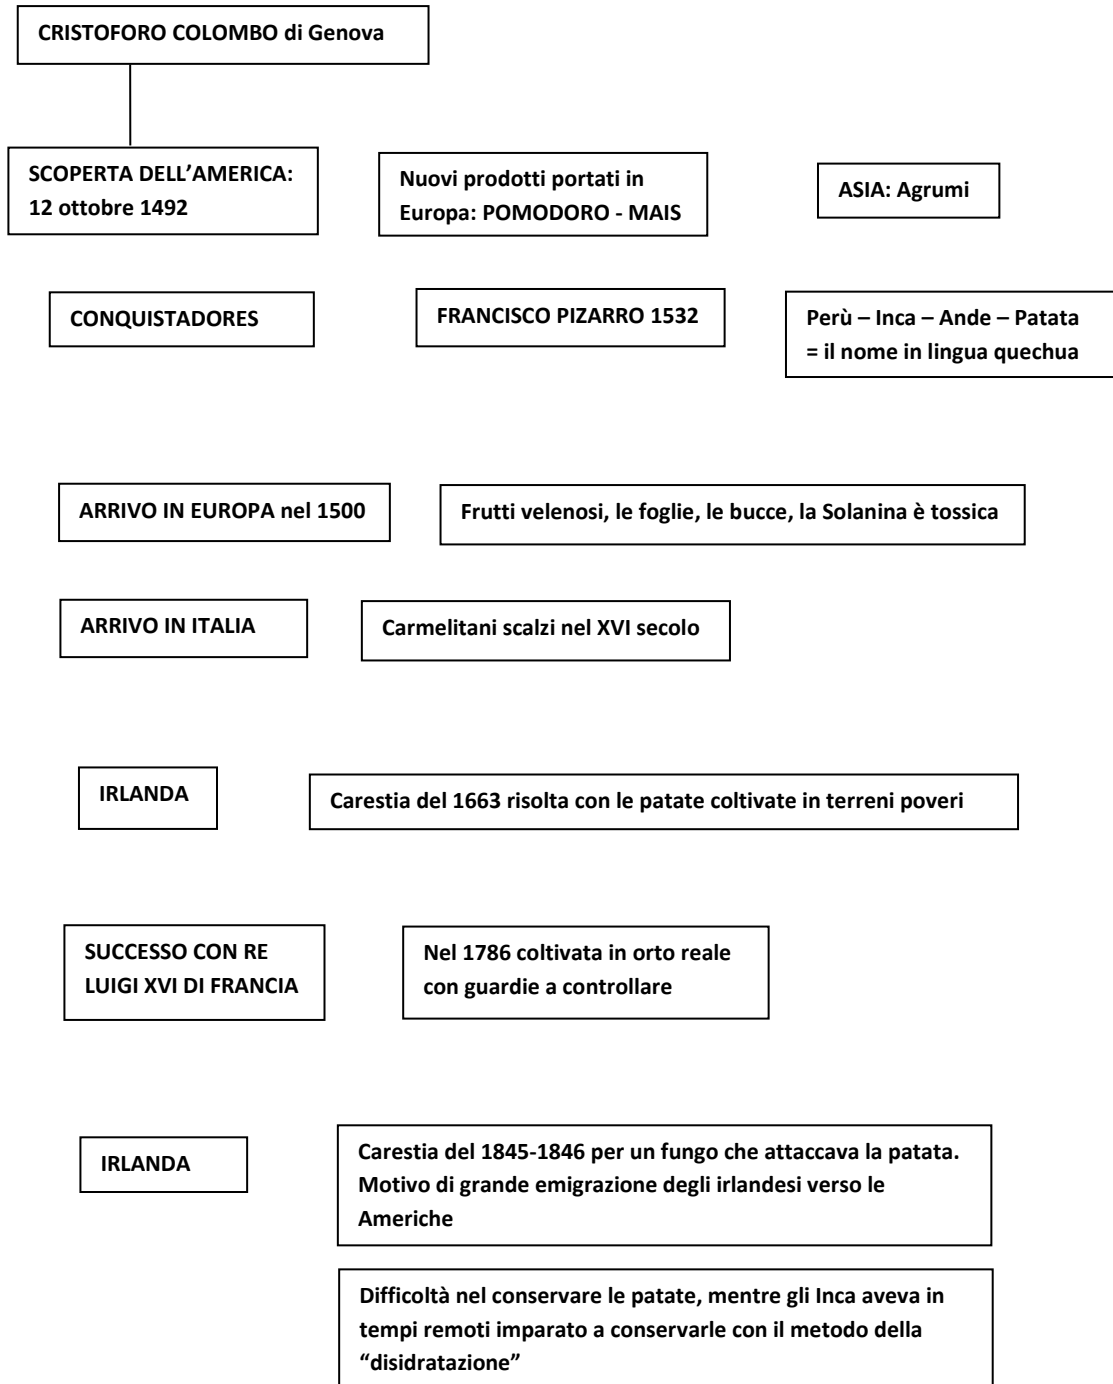 CRISTOFORO COLOMBO di Genova
SCOPERTA DELL’AMERICA:
12 ottobre 1492
Nuovi prodotti portati in
Europa: POMODORO - MAIS
ASIA: Agrumi
CONQUISTADORES
FRANCISCO PIZARRO 1532
Perù – Inca – Ande – Patata
= il nome in lingua quechua
ARRIVO IN EUROPA nel 1500
Frutti velenosi, le foglie, le bucce, la Solanina è tossica
ARRIVO IN ITALIA
Carmelitani scalzi nel XVI secolo
IRLANDA
Carestia del 1663 risolta con le patate coltivate in terreni poveri
SUCCESSO CON RE
LUIGI XVI DI FRANCIA
Nel 1786 coltivata in orto reale
con guardie a controllare
IRLANDA
Carestia del 1845-1846 per un fungo che attaccava la patata.
Motivo di grande emigrazione degli irlandesi verso le
Americhe
Difficoltà nel conservare le patate, mentre gli Inca aveva in
tempi remoti imparato a conservarle con il metodo della
“disidratazione”